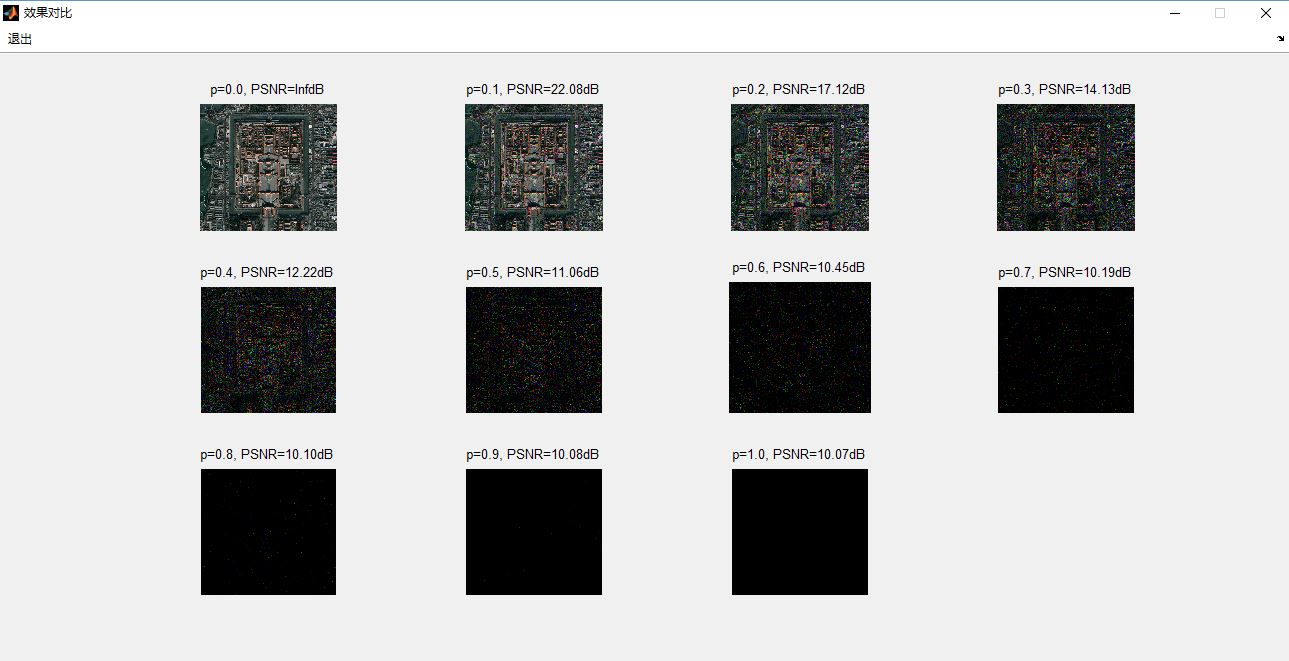 效果对比
退出
p=0.0, PSNR=InfdB
p=0.1, PSNR=22.08dB
p=0.2, PSNR=17.12dB
p=0.3, PSNR=14.13dB
p=0.4, PSNR=12.22dB
p=0.5, PSNR=11.06dB
p=0.6, PSNR=10.45dB
p=0.7, PSNR=10.19dB
p=0.8, PSNR=10.10dB
p=0.9, PSNR=10.08dB
p=1.0, PSNR=10.07dB